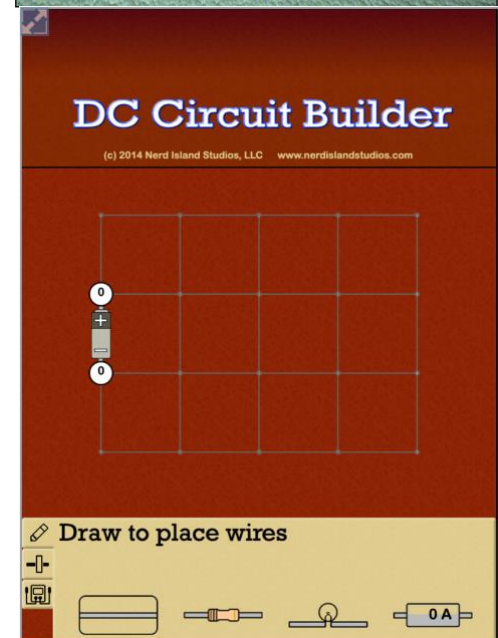 DC Circuit Builder
(c) 2014 Nerd Island Studios, LLC www.nerdislandstudios.com
0
+
0
Draw to place wires
0 A